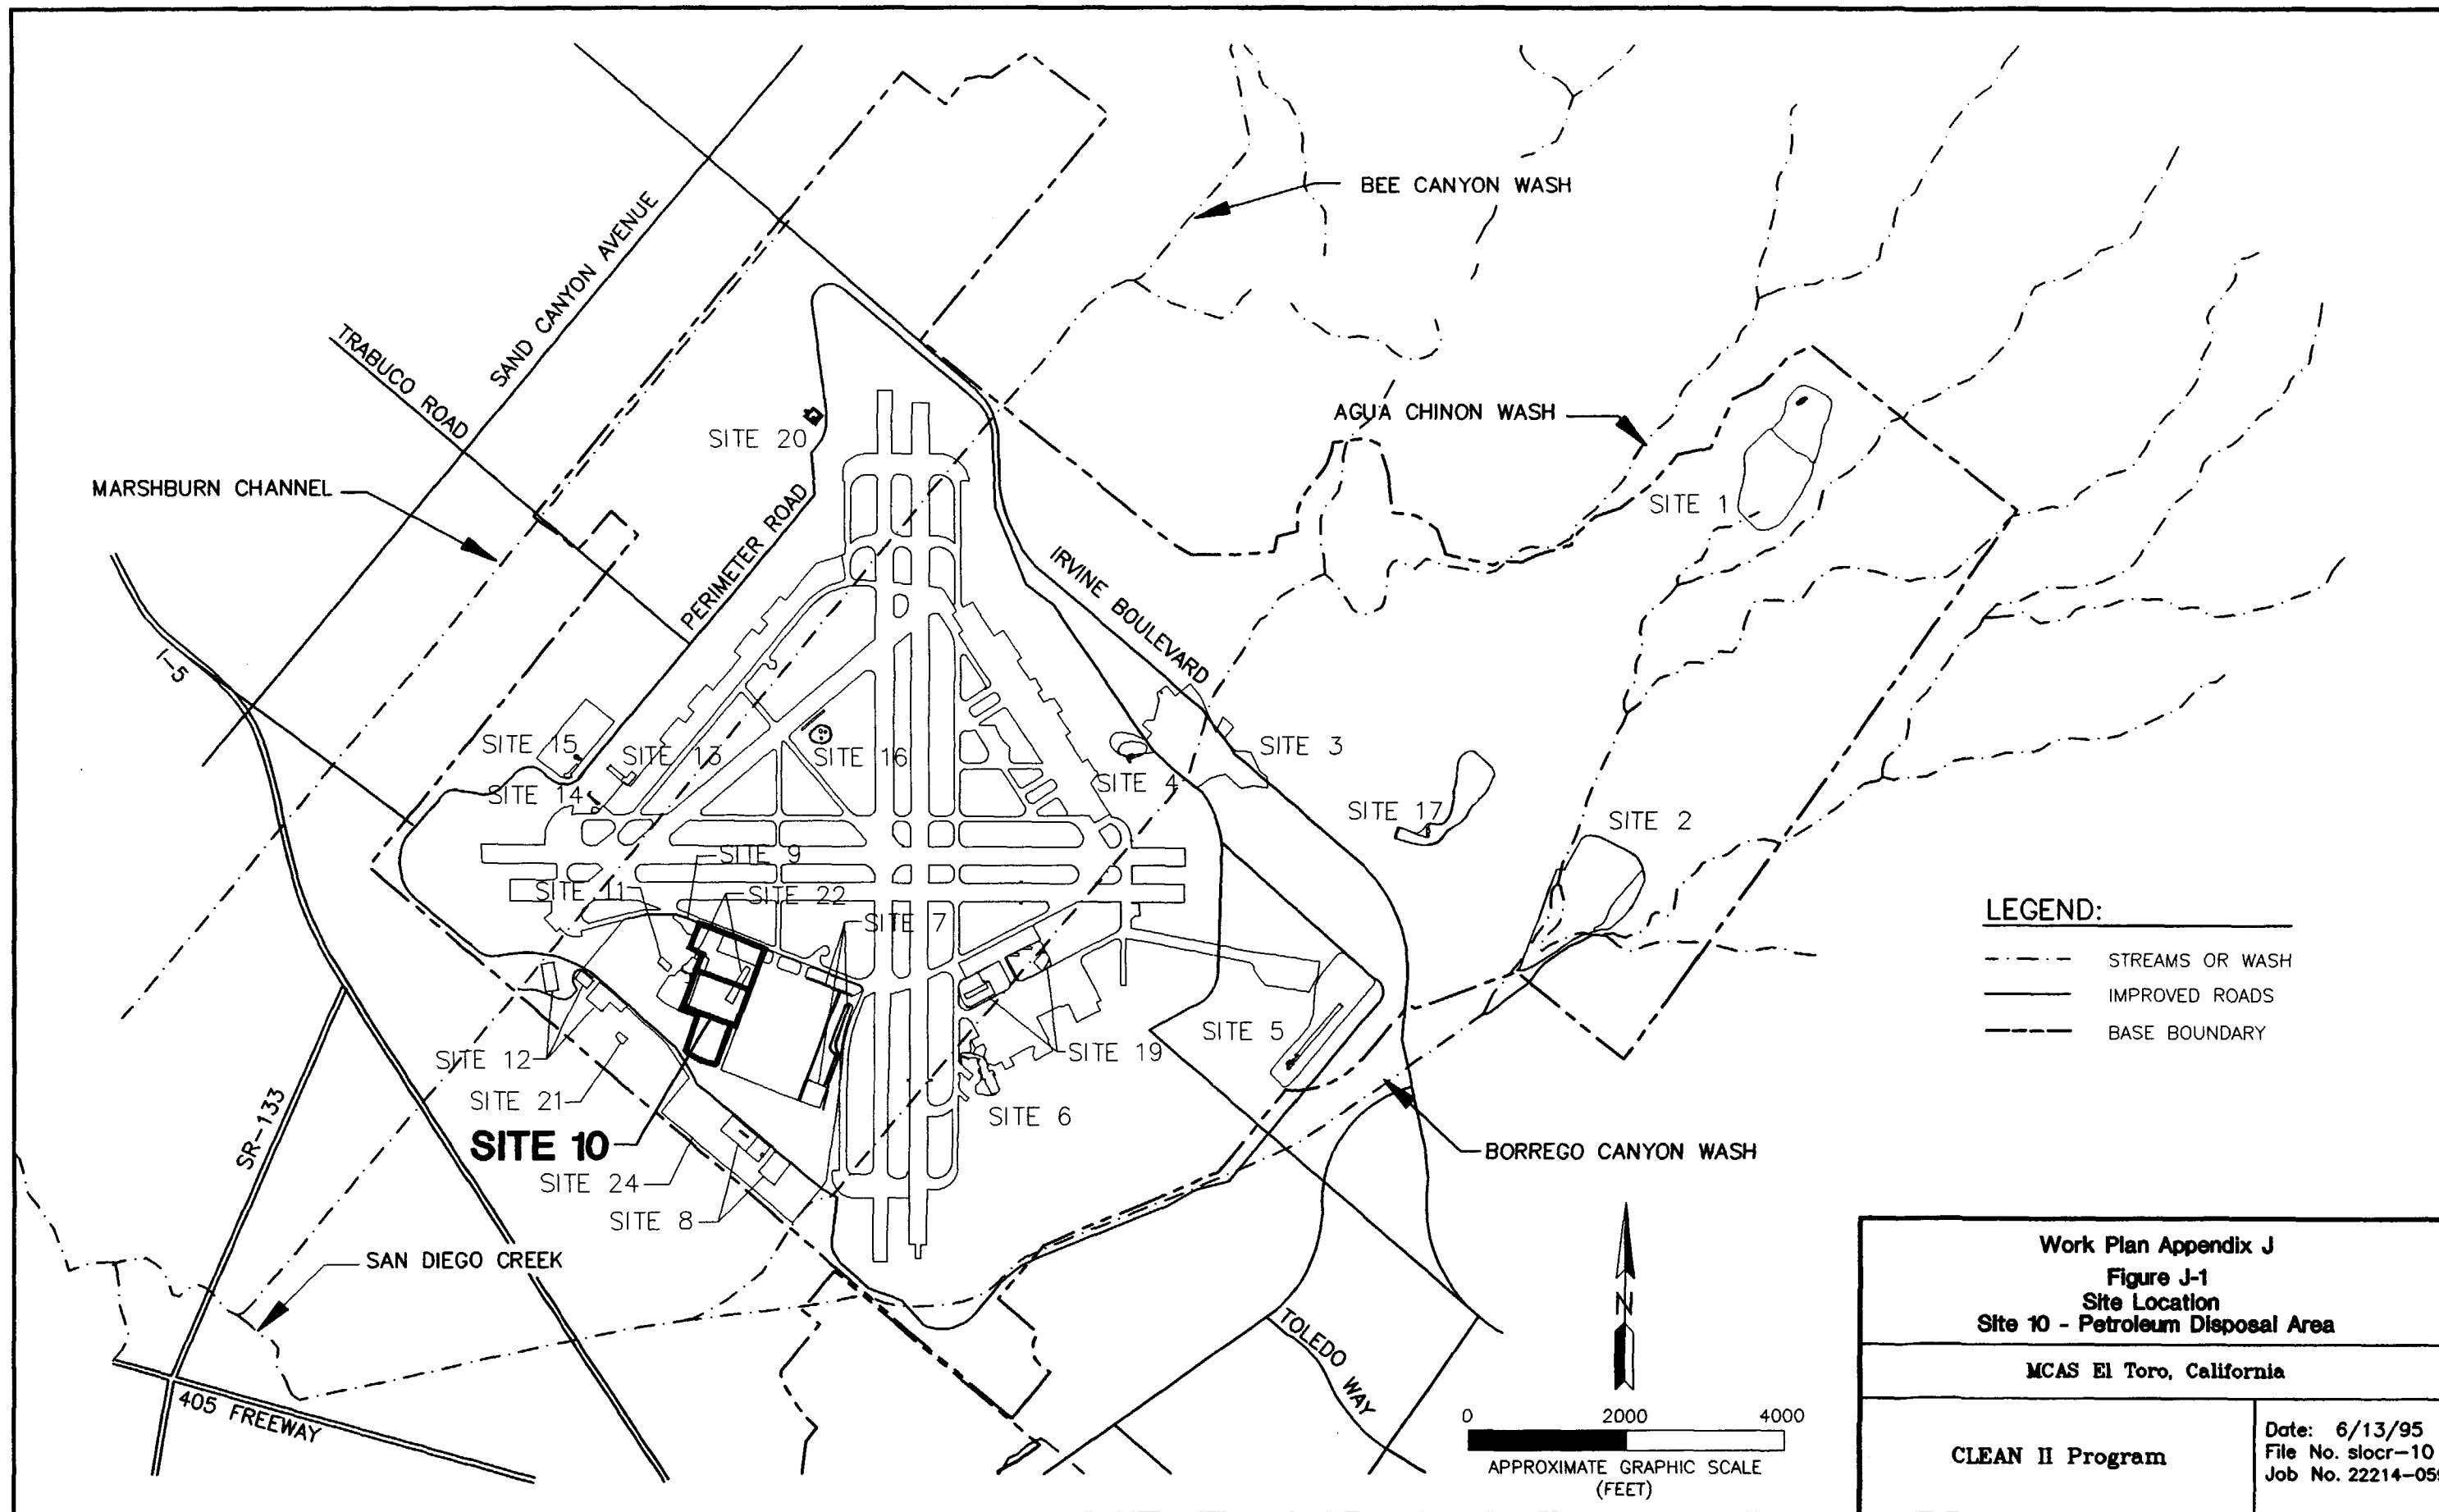 BEE CANYON WASH
SAND CANYON AVENUE
TRABUCO ROAD
AGUA CHINON WASH
SITE 20
MARSHBURN CHANNEL
SITE 1
PERIMETER ROAD
IRVINE BOULEVARD
I-5
SITE 15
SITE 13
SITE 16
SITE 3
SITE 4
SITE 14
SITE 17
SITE 2
SITE 9
SITE 11
SITE 22
SITE 7
LEGEND:
STREAMS OR WASH
IMPROVED ROADS
BASE BOUNDARY
SITE 5
SITE 12
SITE 19
SITE 21
SITE 6
SR-133
SITE 10
BORREGO CANYON WASH
SITE 24
SITE 8
SAN DIEGO CREEK
N
TOLEDO WAY
405 FREEWAY
0 2000 4000
APPROXIMATE GRAPHIC SCALE
(FEET)
Work Plan Appendix J
Figure J-1
Site Location
Site 10 - Petroleum Disposal Area
MCAS El Toro, California
CLEAN II Program
Date: 6/13/95
File No. slocr-10
Job No. 22214-05